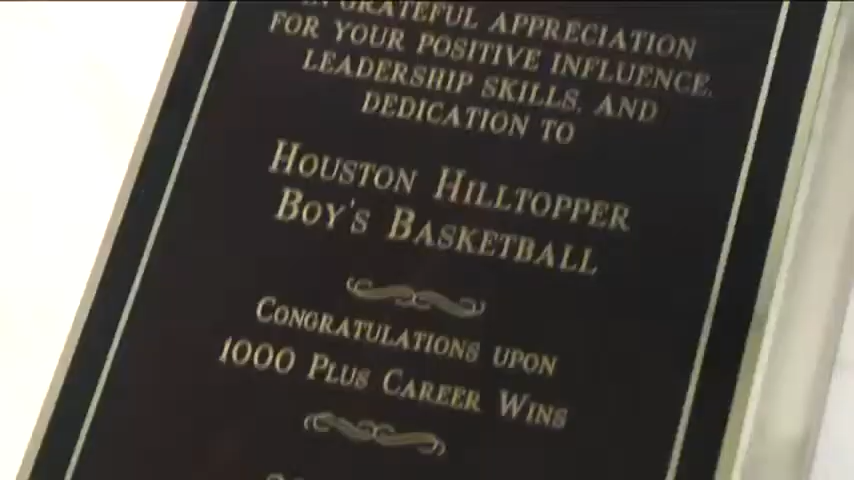 IN GRATEFUL APPRECIATION
FOR YOUR POSITIVE INFLUENCE,
LEADERSHIP SKILLS, AND
DEDICATION TO
HOUSTON HILLTOPPER
BOY'S BASKETBALL
CONGRATULATIONS UPON
1000 PLUS CAREER WINS